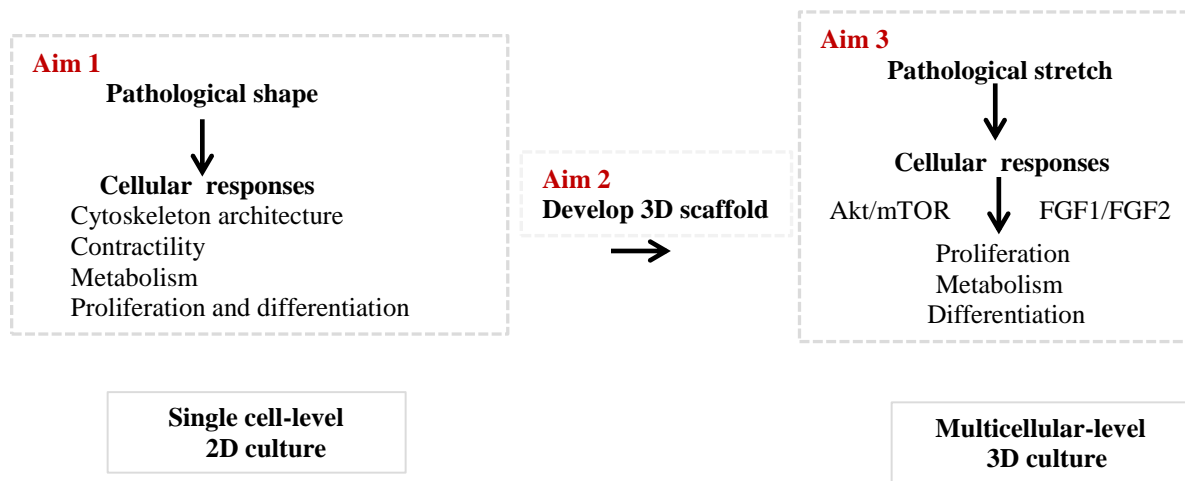 Aim 1
Pathological shape
Cellular responses
Cytoskeleton architecture
Contractility
Metabolism
Proliferation and differentiation
Single cell-level
2D culture
Aim 2
Develop 3D scaffold
Aim 3
Pathological stretch
Cellular responses
Akt/mTOR
FGF1/FGF2
Proliferation
Metabolism
Differentiation
Multicellular-level
3D culture